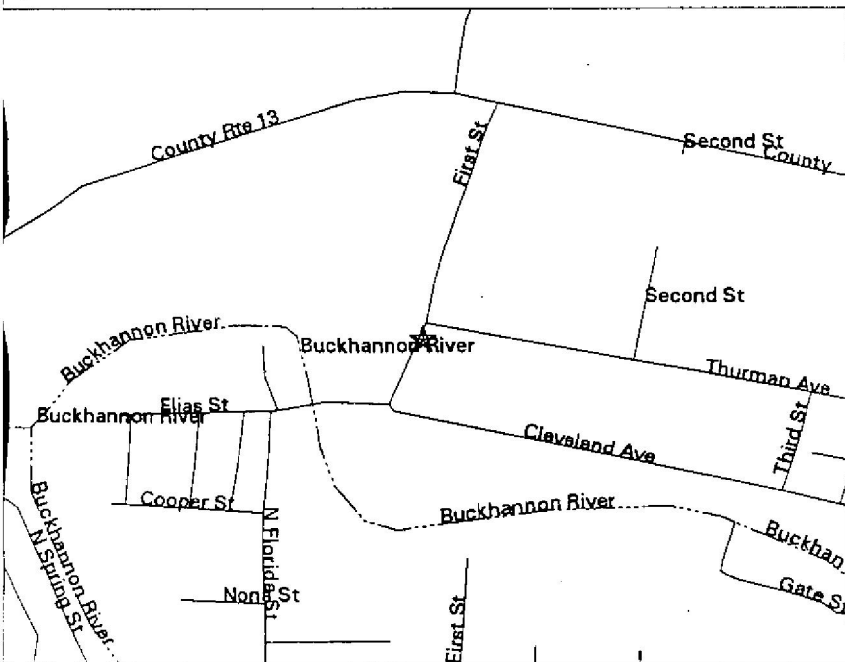 County Rte 13
First St
Second St
County
Second St
Buckhannon River
Buckhannon River
Thurman Ave
Elias St
Buckhannon River
Cleveland Ave
Third St
Cooper St
Buckhannon River
Buckhannon River
N Spring St
N Florida St
Buckhan
Gate St
Nona St
First St